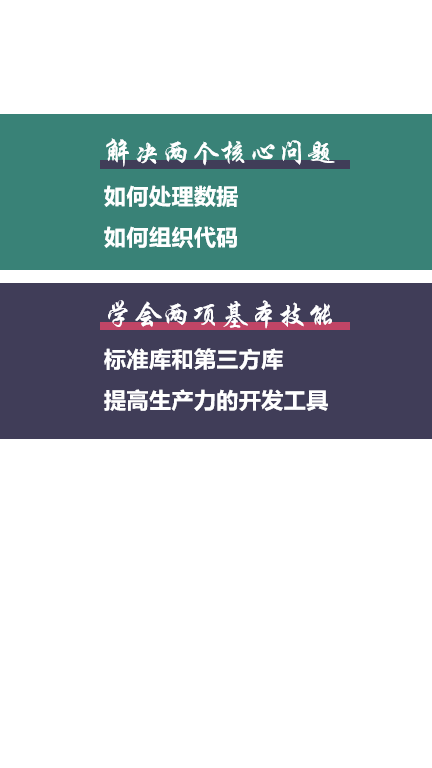 解决两个核心问题
如何处理数据
如何组织代码
学会两项基本技能
标准库和第三方库
提高生产力的开发工具